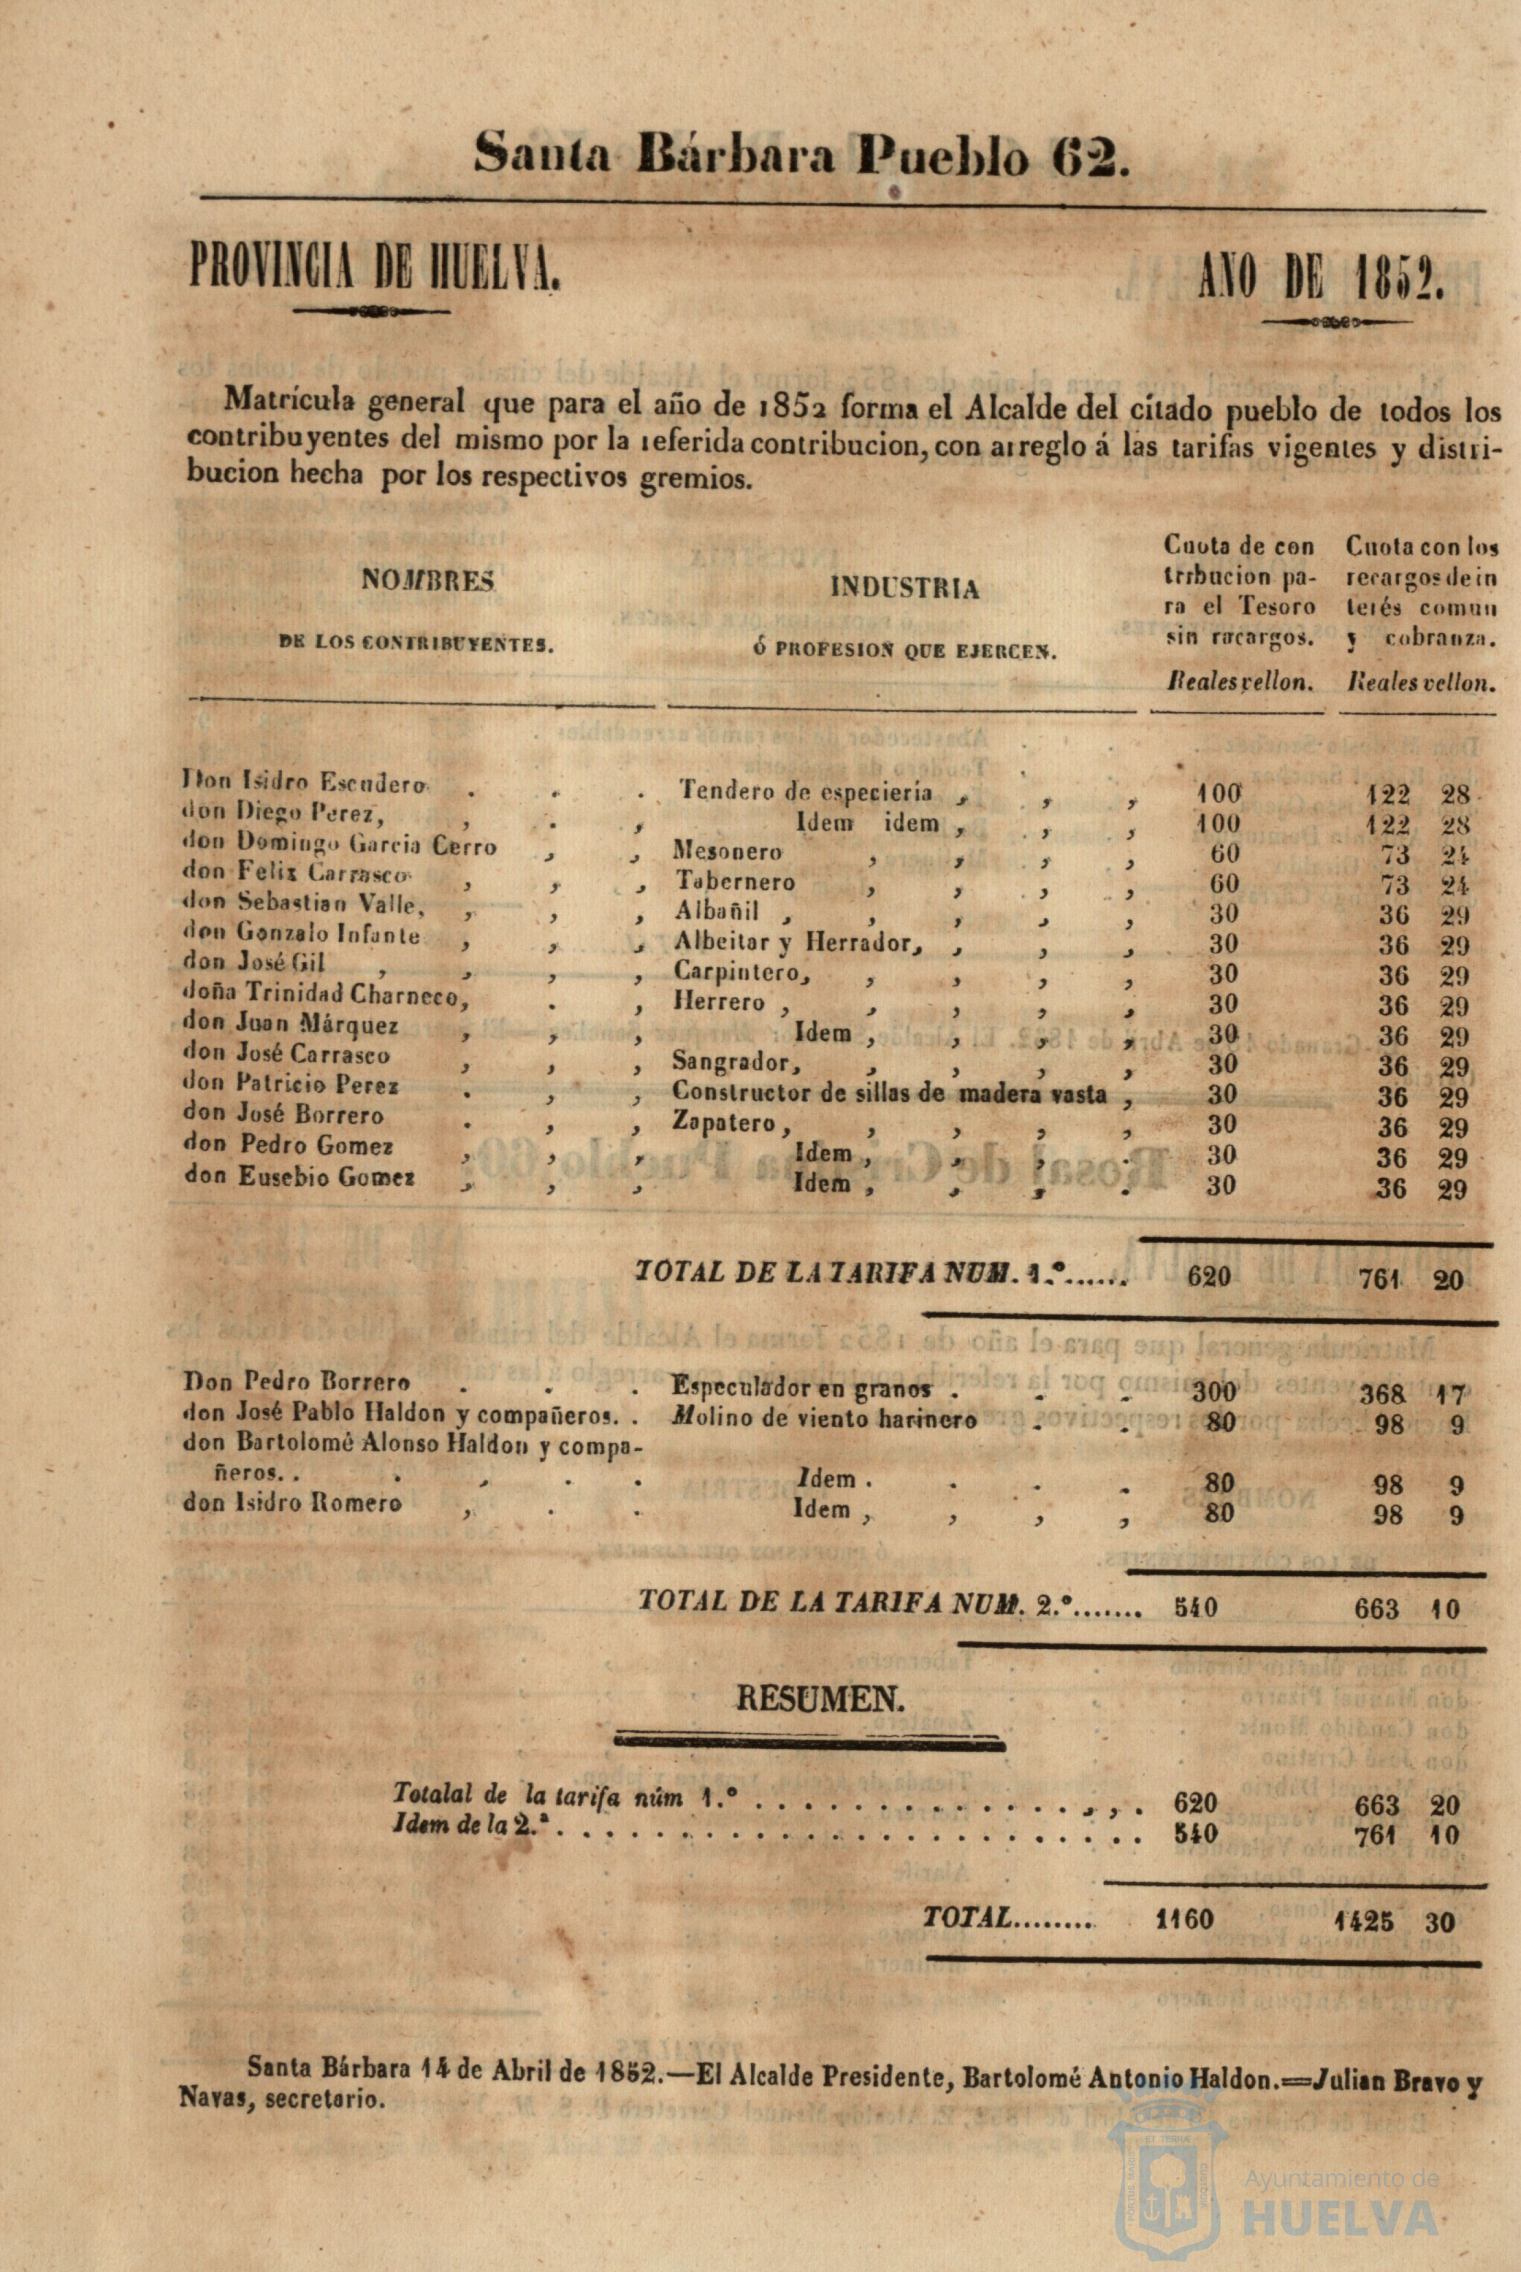 Santa Bárbara Pueblo 62.
PROVINCIA DE HUELVA.
AÑO DE 1852.
Matrícula general que para el año de 1852 forma el Alcalde del citado pueblo de todos los
contribuyentes del mismo por la referida contribucion, con arreglo á las tarifas vigentes y distri-
bucion hecha por los respectivos gremios.
NOMBRES
DE LOS CONTRIBUYENTES.
INDUSTRIA
Ó PROFESION QUE EJERCEN.
Cuota de con
trrbucion pa-
ra el Tesoro
sin racargos.
Reales vellon.
Cuota con los
recargos de in
terés comun
y cobranza.
Reales vellon.
Don Isidro Escudero . . . Tendero de especieria , , , 100 122 28
don Diego Perez, , . , Idem idem , , , 100 122 28
don Domingo Garcia Cerro , , Mesonero , , , , 60 73 24
don Feliz Carrasco , , , Tabernero , , , , 60 73 24
don Sebastian Valle, , , , Albañil , , , , , 30 36 29
don Gonzalo Infante , , , Albeitar y Herrador, , , , 30 36 29
don José Gil , , , , Carpintero, , , , , 30 36 29
doña Trinidad Charneco, . , Herrero , , , , , 30 36 29
don Juan Márquez , , , Idem , , , , 30 36 29
don José Carrasco , , , Sangrador, , , , , 30 36 29
don Patricio Perez . , , Constructor de sillas de madera vasta , 30 36 29
don José Borrero . , , Zapatero , , , , , 30 36 29
don Pedro Gomez , , , Idem , , , . 30 36 29
don Eusebio Gomez , , , Idem , , , . 30 36 29
TOTAL DE LA TARIFA NUM. 1.º...... 620 761 20
Don Pedro Borrero . . . Especulador en granos . . . 300 368 17
don José Pablo Haldon y compañeros. . Molino de viento harinero . . 80 98 9
don Bartolomé Alonso Haldon y compa-
ñeros. . . , . . Idem . . . . 80 98 9
don Isidro Romero , . . Idem , , , , 80 98 9
TOTAL DE LA TARIFA NUM. 2.º....... 540 663 10
RESUMEN.
Totalal de la tarifa núm 1.º . . . . . . . . . . . . . . , , . 620 663 20
Idem de la 2.ª . . . . . . . . . . . . . . . . . . . . . . . 540 761 10
TOTAL........ 1160 1425 30
Santa Bárbara 14 de Abril de 1852.—El Alcalde Presidente, Bartolomé Antonio Haldon.=Julian Bravo y
Navas, secretario.
Ayuntamiento de
HUELVA